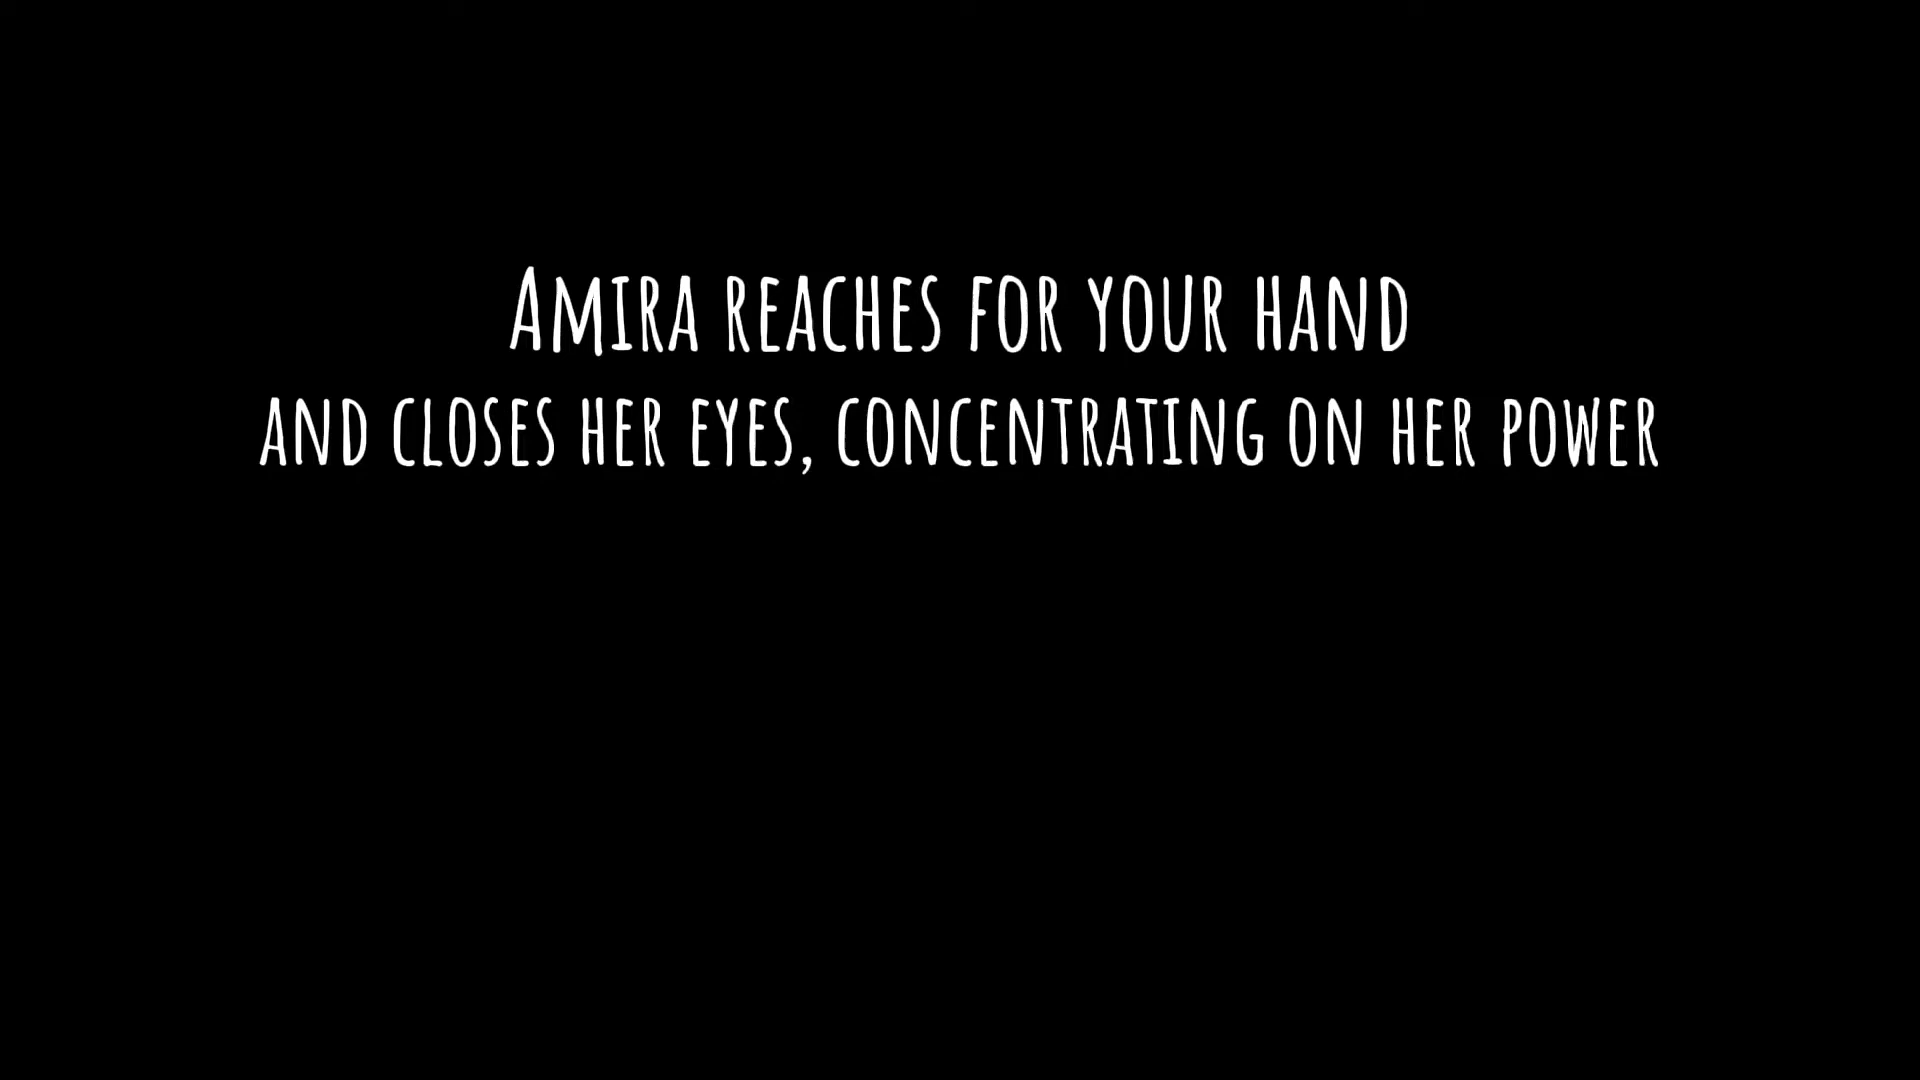 Amira reaches for your hand
and closes her eyes, concentrating on her power